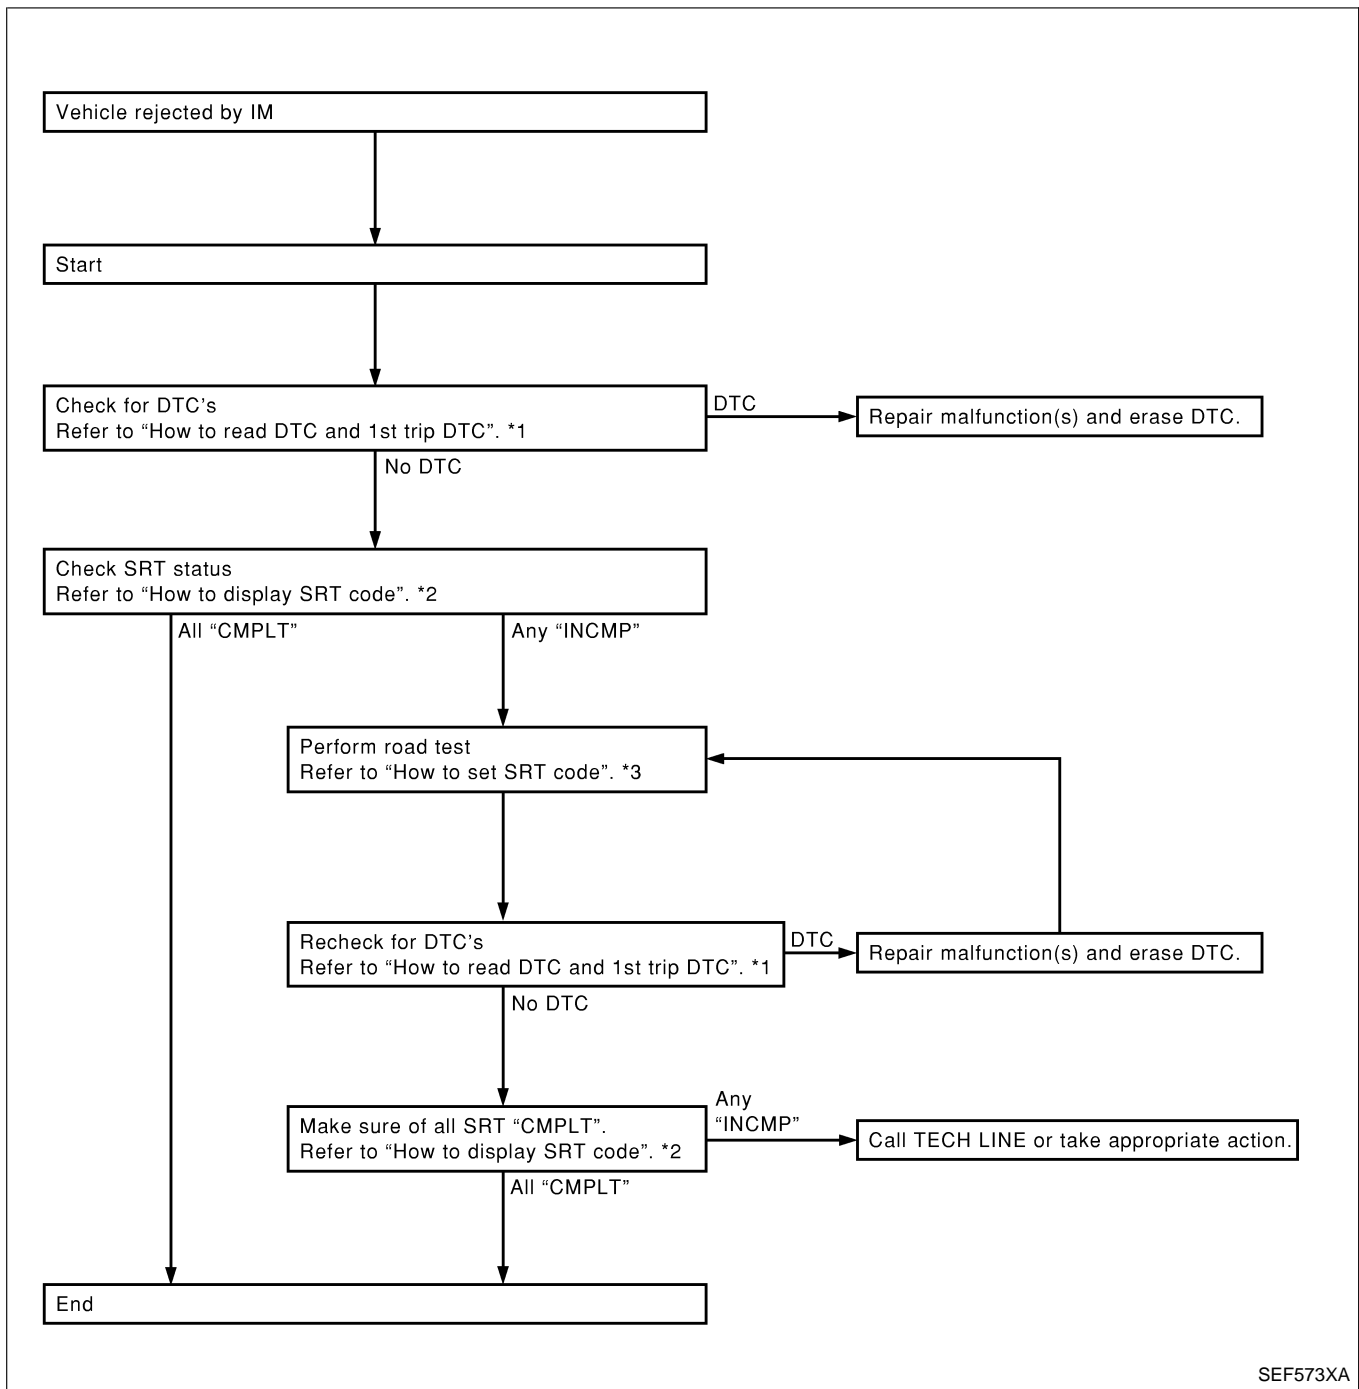 Vehicle rejected by IM
Start
Check for DTC's
Refer to “How to read DTC and 1st trip DTC”. *1
DTC
Repair malfunction(s) and erase DTC.
No DTC
Check SRT status
Refer to “How to display SRT code”. *2
All “CMPLT”
Any “INCMP”
Perform road test
Refer to “How to set SRT code”. *3
Recheck for DTC's
Refer to “How to read DTC and 1st trip DTC”. *1
DTC
Repair malfunction(s) and erase DTC.
No DTC
Make sure of all SRT “CMPLT”.
Refer to “How to display SRT code”. *2
Any
“INCMP”
Call TECH LINE or take appropriate action.
All “CMPLT”
End
SEF573XA